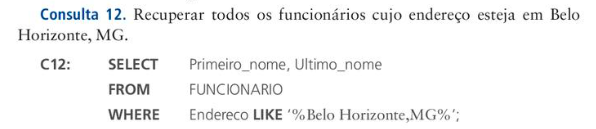 Consulta 12. Recuperar todos os funcionários cujo endereço esteja em Belo
Horizonte, MG.
C12: SELECT Primeiro_nome, Ultimo_nome
FROM FUNCIONARIO
WHERE Endereco LIKE ‘%Belo Horizonte,MG%’;